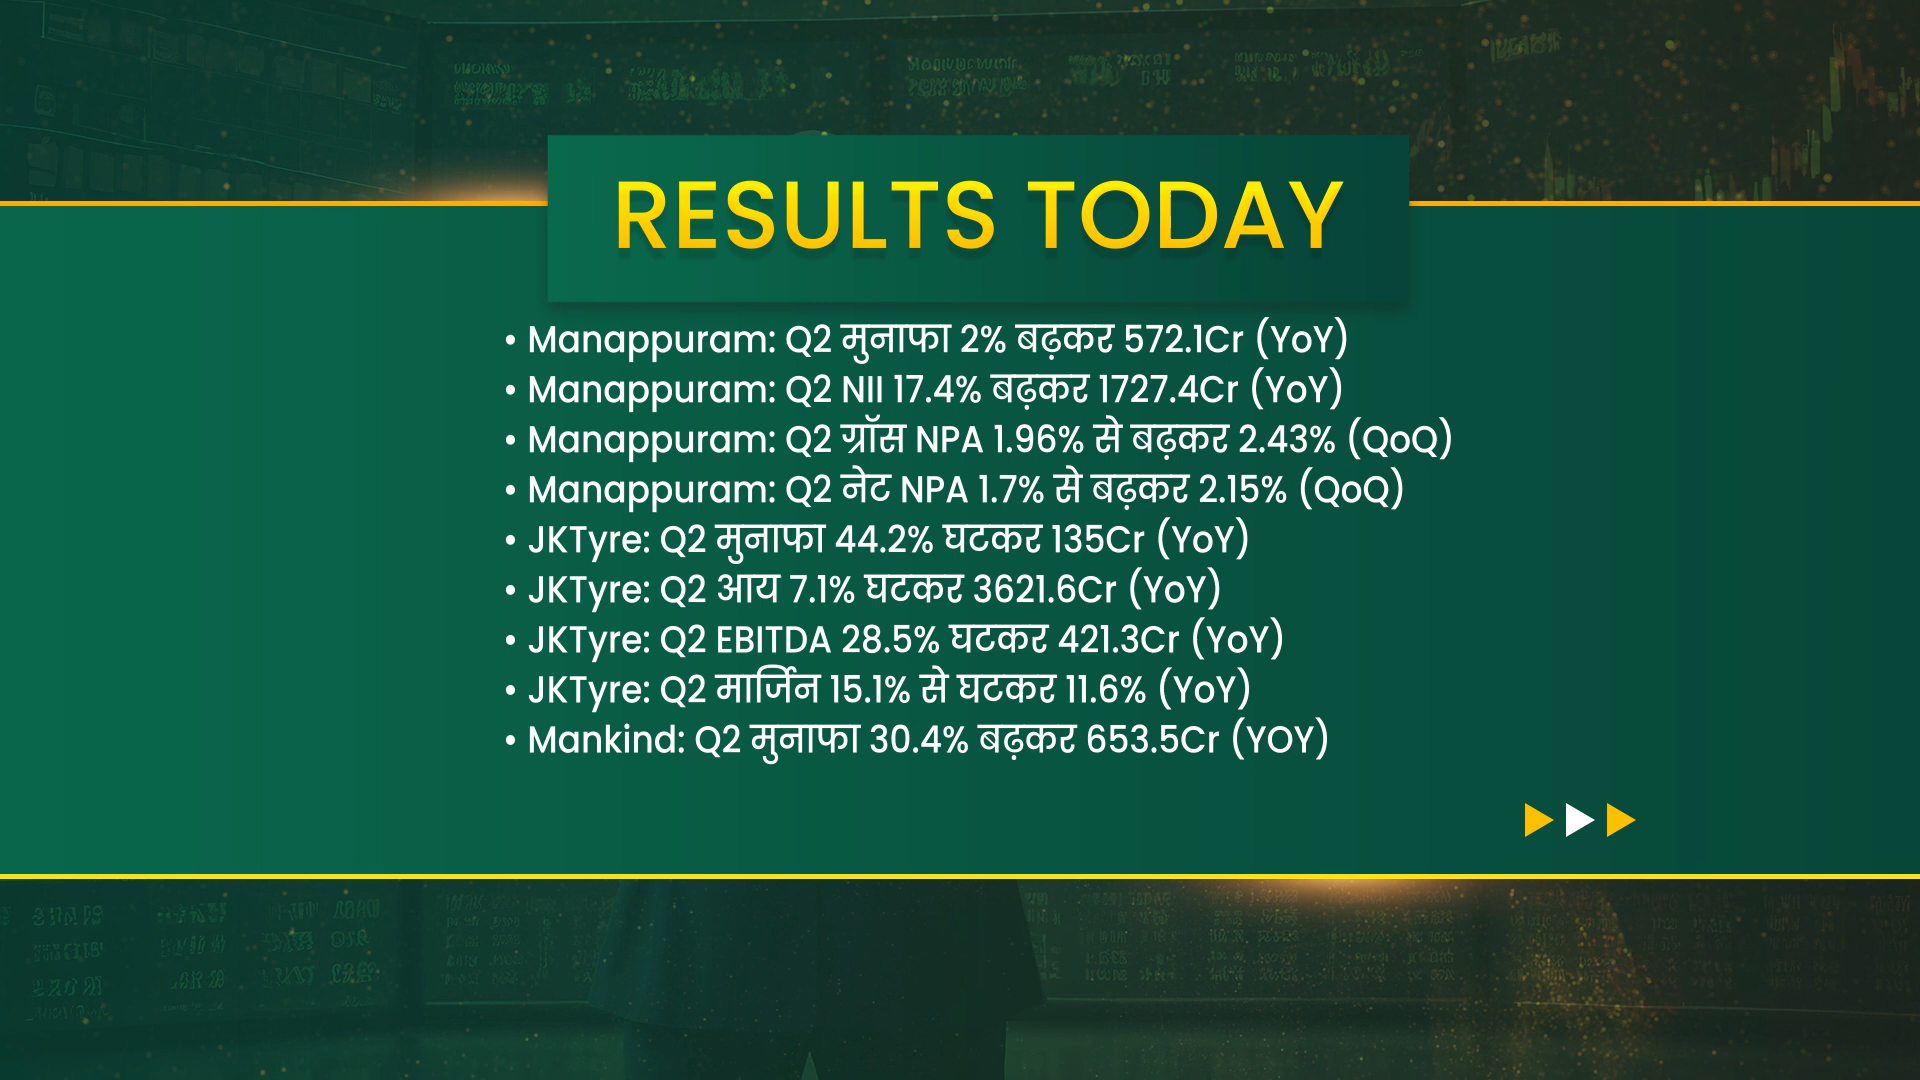 RESULTS TODAY
• Manappuram: Q2 मुनाफा 2% बढ़कर 572.1Cr (YoY)
• Manappuram: Q2 NII 17.4% बढ़कर 1727.4Cr (YoY)
• Manappuram: Q2 ग्रॉस NPA 1.96% से बढ़कर 2.43% (QoQ)
• Manappuram: Q2 नेट NPA 1.7% से बढ़कर 2.15% (QoQ)
• JKTyre: Q2 मुनाफा 44.2% घटकर 135Cr (YoY)
• JKTyre: Q2 आय 7.1% घटकर 3621.6Cr (YoY)
• JKTyre: Q2 EBITDA 28.5% घटकर 421.3Cr (YoY)
• JKTyre: Q2 मार्जिन 15.1% से घटकर 11.6% (YoY)
• Mankind: Q2 मुनाफा 30.4% बढ़कर 653.5Cr (YOY)